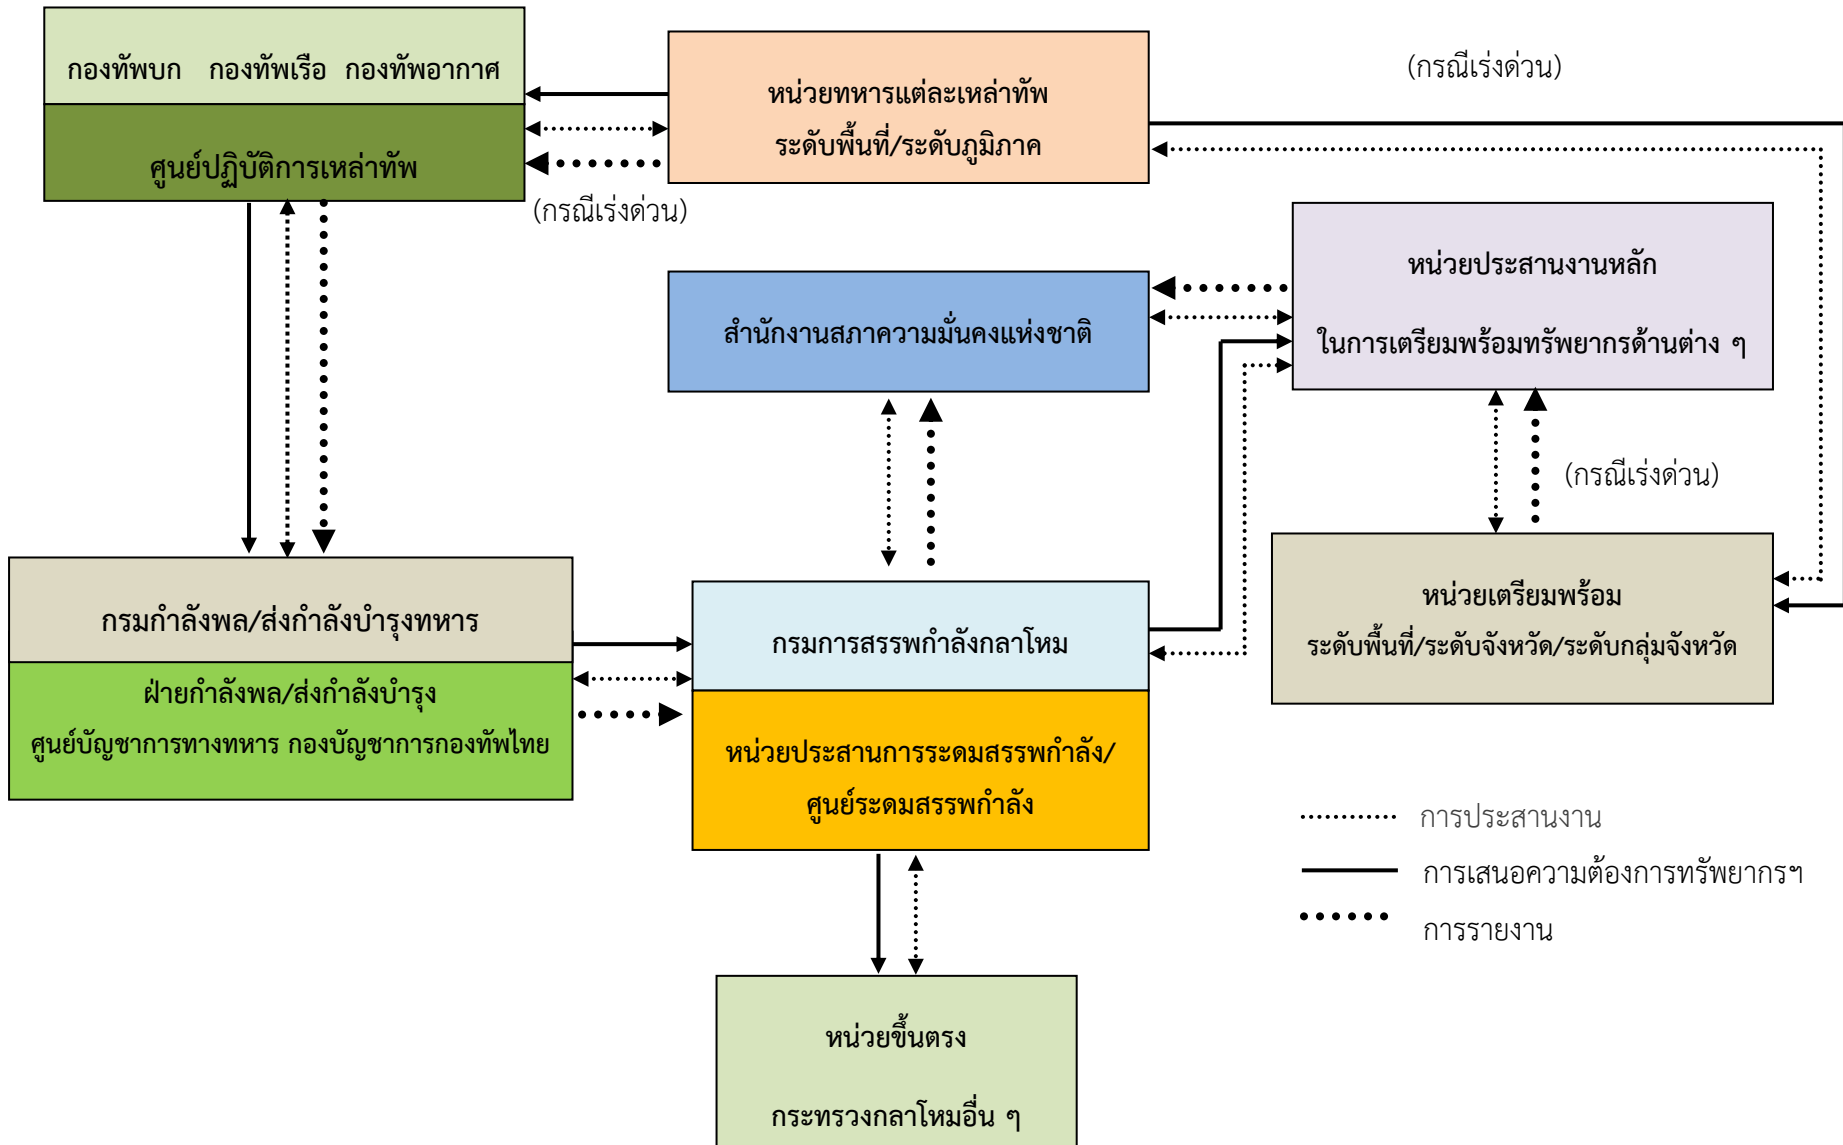 กองทัพบก กองทัพเรือ กองทัพอากาศ
ศูนย์ปฏิบัติการเหล่าทัพ
หน่วยทหารแต่ละเหล่าทัพ
ระดับพื้นที่/ระดับภูมิภาค
(กรณีเร่งด่วน)
(กรณีเร่งด่วน)
สำนักงานสภาความมั่นคงแห่งชาติ
หน่วยประสานงานหลัก
ในการเตรียมพร้อมทรัพยากรด้านต่าง ๆ
(กรณีเร่งด่วน)
หน่วยเตรียมพร้อม
ระดับพื้นที่/ระดับจังหวัด/ระดับกลุ่มจังหวัด
กรมกำลังพล/ส่งกำลังบำรุงทหาร
ฝ่ายกำลังพล/ส่งกำลังบำรุง
ศูนย์บัญชาการทางทหาร กองบัญชาการกองทัพไทย
กรมการสรรพกำลังกลาโหม
หน่วยประสานการระดมสรรพกำลัง/
ศูนย์ระดมสรรพกำลัง
หน่วยขึ้นตรง
กระทรวงกลาโหมอื่น ๆ
การประสานงาน
การเสนอความต้องการทรัพยากรฯ
การรายงาน